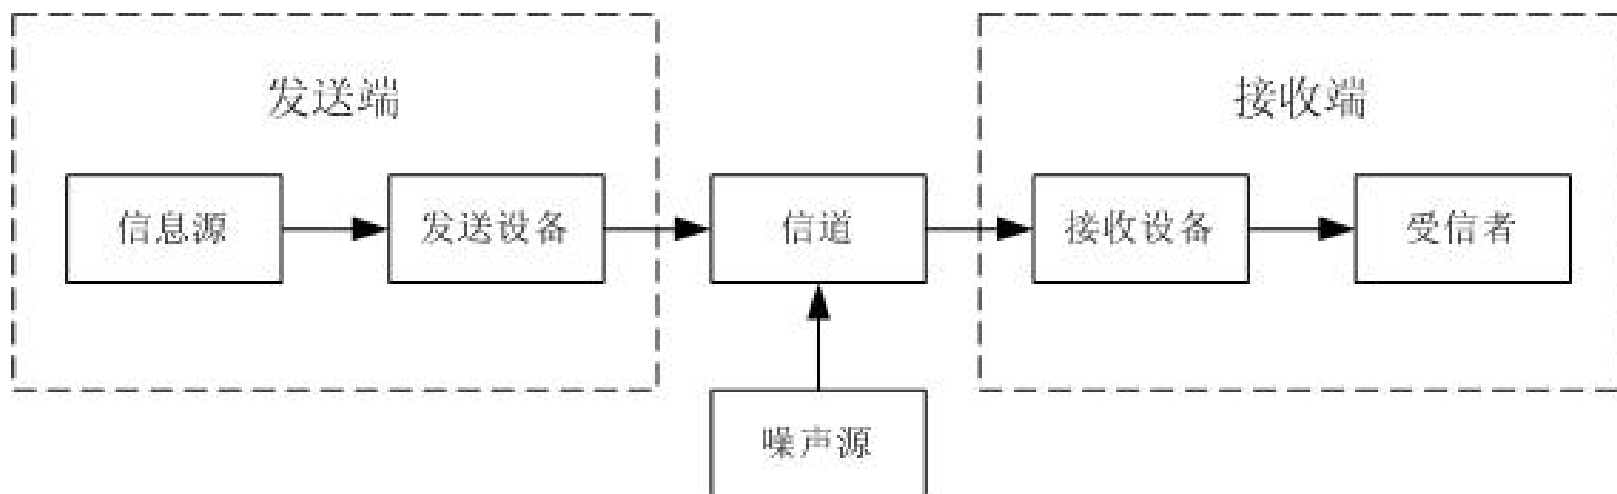 发送端
接收端
信息源
发送设备
信道
接收设备
受信者
噪声源